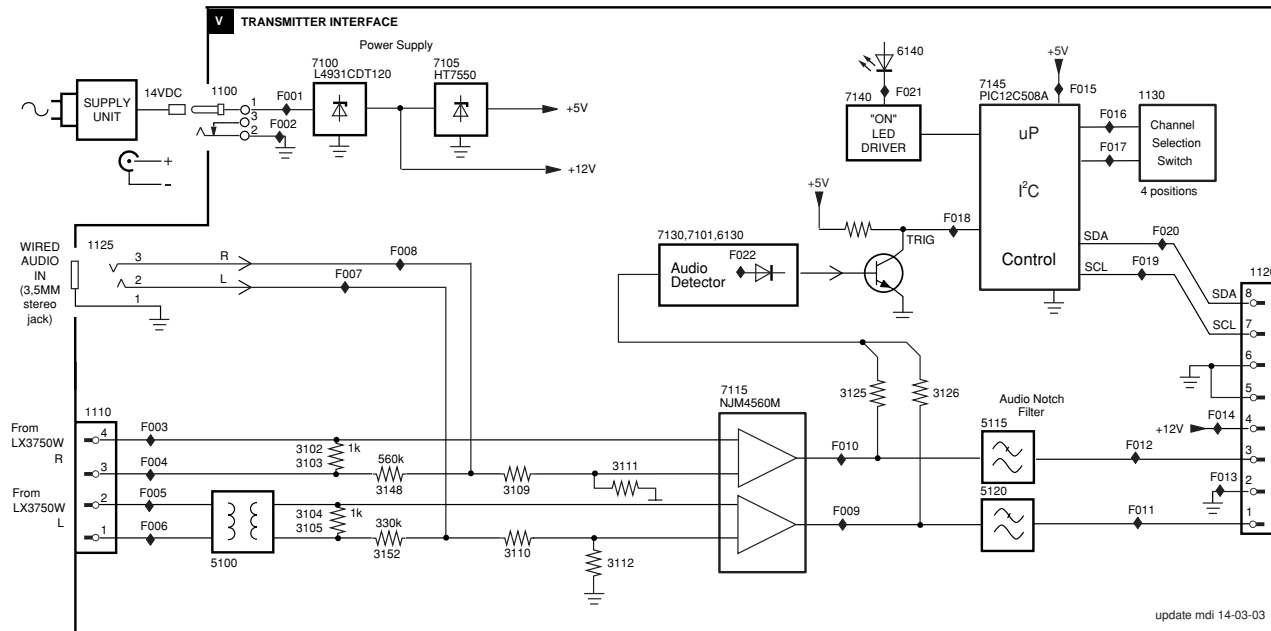 V TRANSMITTER INTERFACE
Power Supply
7100
L4931CDT120
7105
HT7550
SUPPLY
UNIT
14VDC
1100
1
3
2
F001
F002
+5V
+12V
+
-
6140
F021
7140
"ON"
LED
DRIVER
+5V
7145
PIC12C508A
F015
uP
I²C
Control
F016
F017
1130
Channel
Selection
Switch
4 positions
+5V
F018
TRIG
7130,7101,6130
Audio
Detector
F022
SDA
F020
SCL
F019
WIRED
AUDIO
IN
(3,5MM
stereo
jack)
1125
3
2
1
R
L
F008
F007
1120
SDA
8
SCL
7
6
5
F014
+12V
4
3
F013
2
1
1110
From
LX3750W
R
From
LX3750W
L
4
3
2
1
F003
F004
F005
F006
5100
3102
3103
1k
560k
3148
3109
3111
3104
3105
1k
330k
3152
3110
3112
7115
NJM4560M
3125
3126
F010
F009
Audio Notch
Filter
5115
5120
F012
F011
update mdi 14-03-03